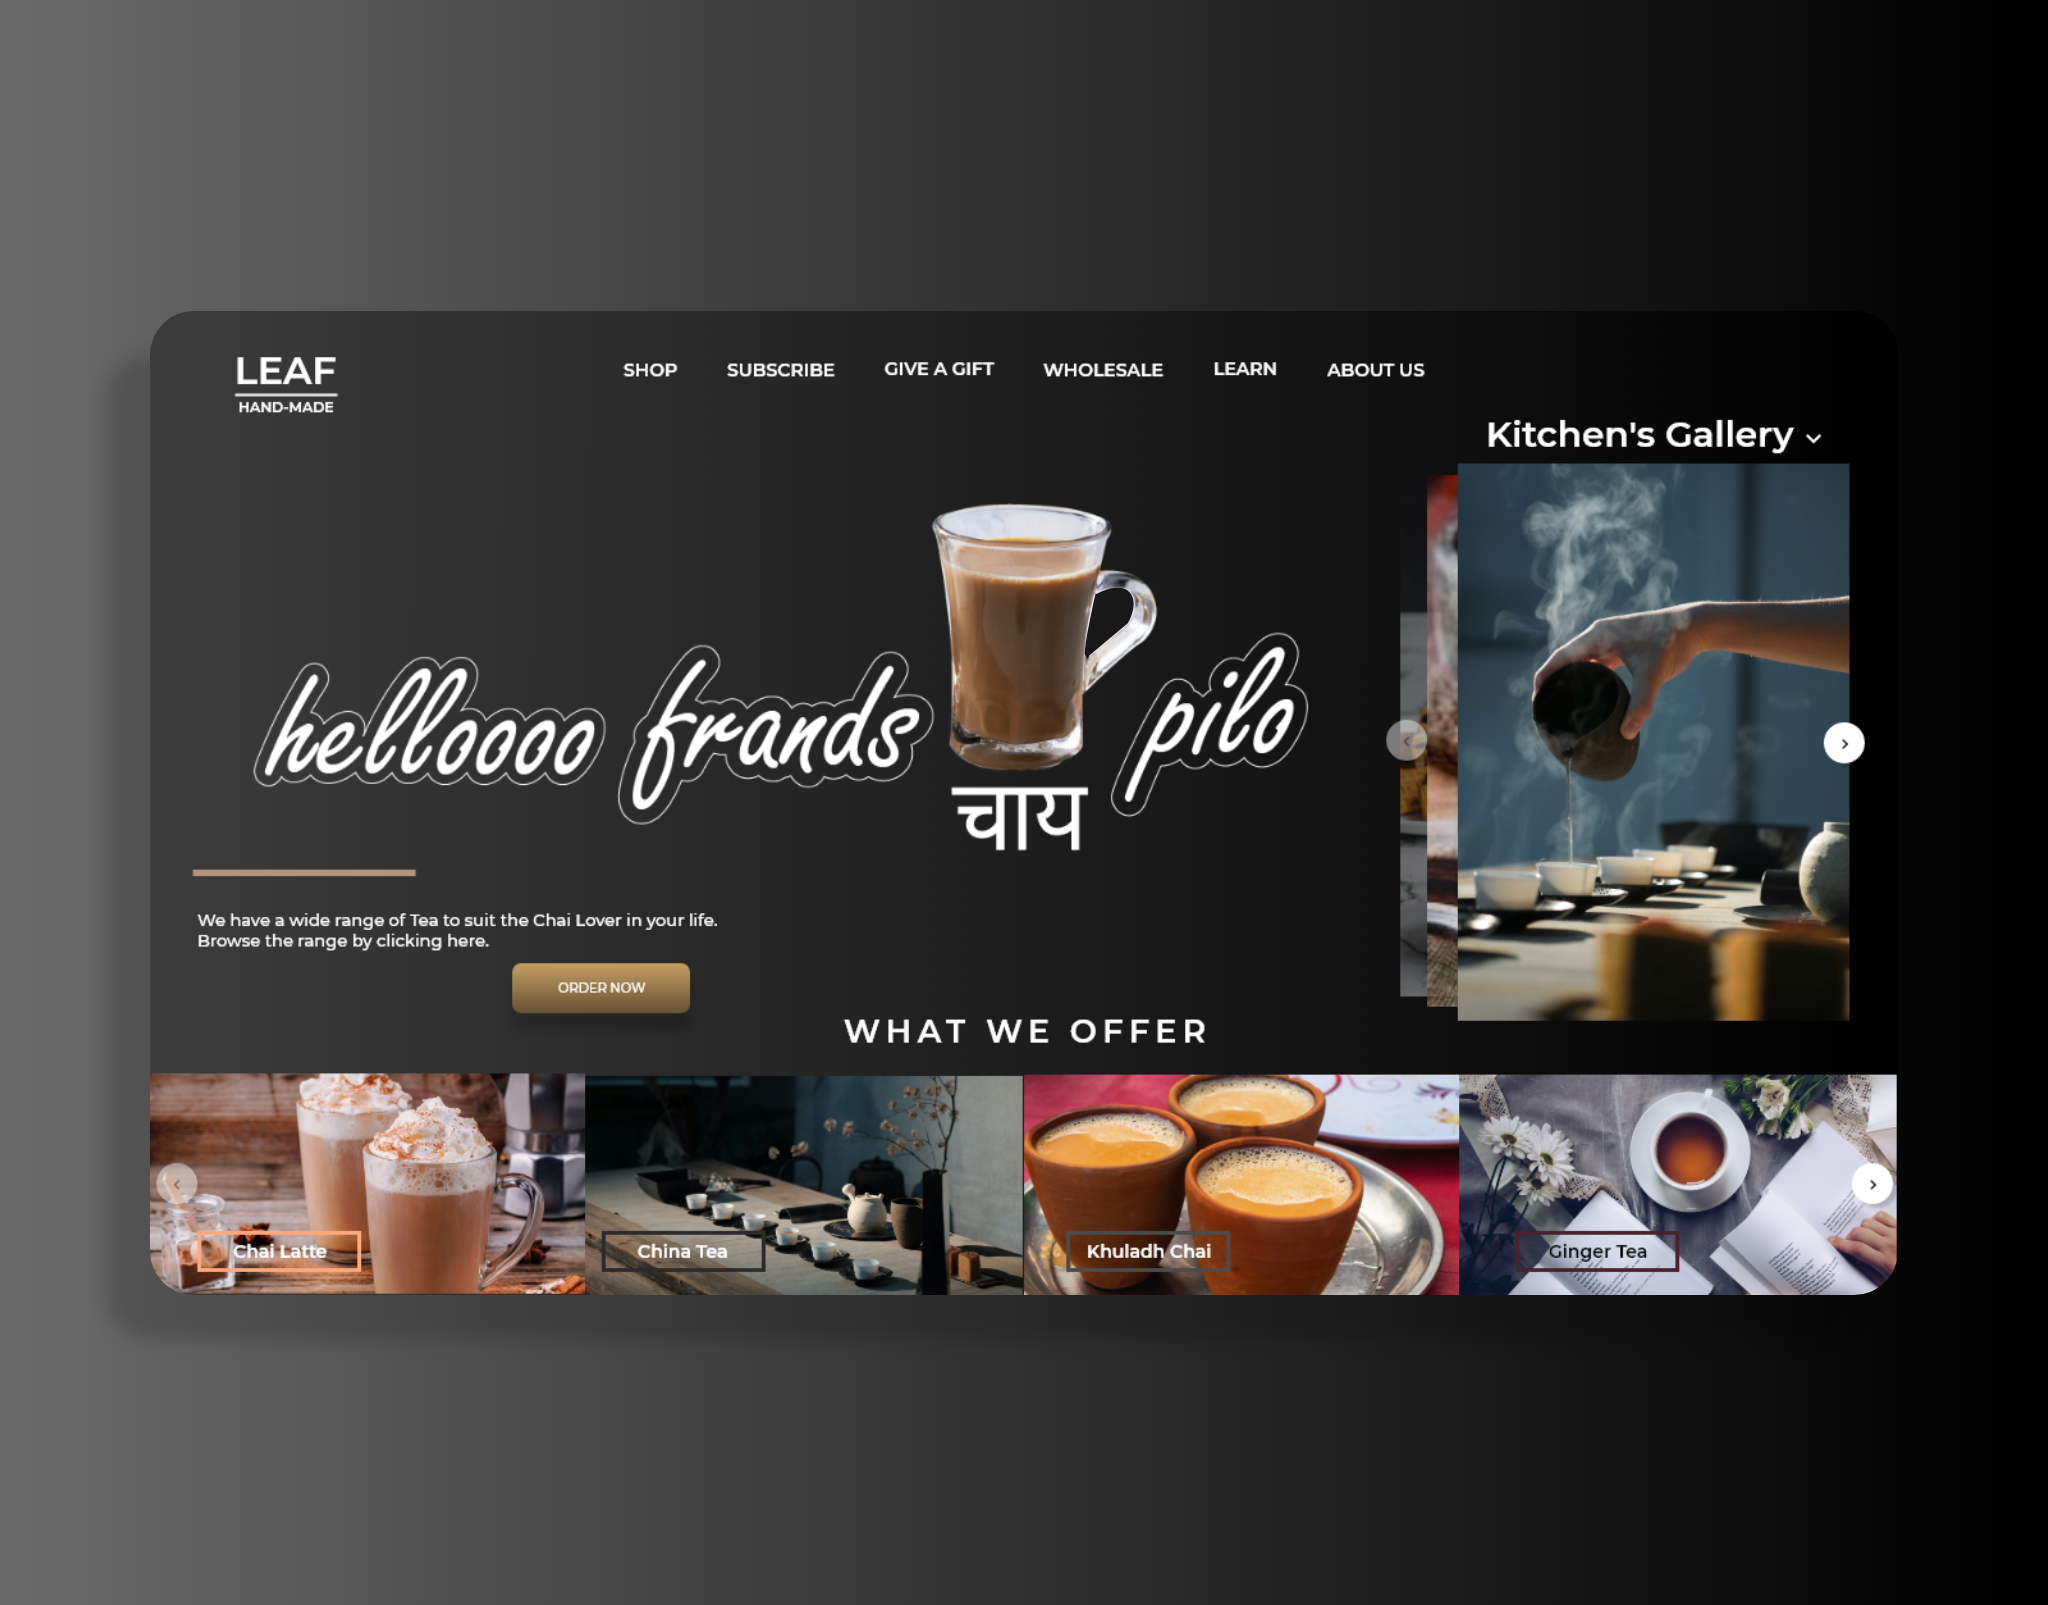 LEAF
HAND-MADE
SHOP SUBSCRIBE GIVE A GIFT WHOLESALE LEARN ABOUT US
Kitchen's Gallery
helloooo frands pilo
चाय
We have a wide range of Tea to suit the Chai Lover in your life.
Browse the range by clicking here.
ORDER NOW
WHAT WE OFFER
Chai Latte
China Tea
Khuladh Chai
Ginger Tea